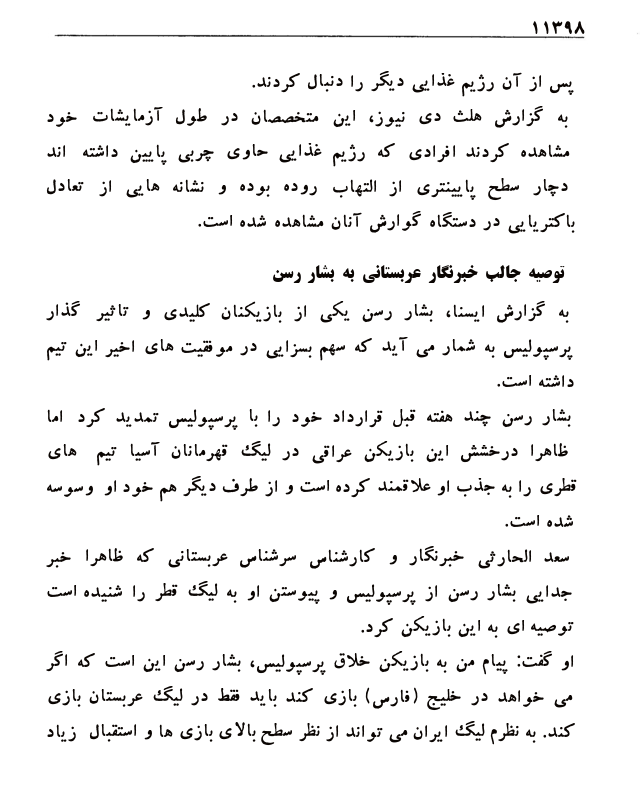 ۱۱۳۹۸
پس از آن رژیم غذایی دیگر را دنبال کردند.
به گزارش هلث دی نیوز، این متخصصان در طول آزمایشات خود
مشاهده کردند افرادی که رژیم غذایی حاوی چربی پایین داشته اند
دچار سطح پایینتری از التهاب روده بوده و نشانه هایی از تعادل
باکتریایی در دستگاه گوارش آنان مشاهده شده است.
توصیه جالب خبرنگار عربستانی به بشار رسن
به گزارش ایسنا، بشار رسن یکی از بازیکنان کلیدی و تاثیر گذار
پرسپولیس به شمار می آید که سهم بسزایی در موفقیت های اخیر این تیم
داشته است.
بشار رسن چند هفته قبل قرارداد خود را با پرسپولیس تمدید کرد اما
ظاهرا درخشش این بازیکن عراقی در لیگ قهرمانان آسیا تیم های
قطری را به جذب او علاقمند کرده است و از طرف دیگر هم خود او وسوسه
شده است.
سعد الحارثی خبرنگار و کارشناس سرشناس عربستانی که ظاهرا خبر
جدایی بشار رسن از پرسپولیس و پیوستن او به لیگ قطر را شنیده است
توصیه ای به این بازیکن کرد.
او گفت: پیام من به بازیکن خلاق پرسپولیس، بشار رسن این است که اگر
می خواهد در خلیج (فارس) بازی کند باید فقط در لیگ عربستان بازی
کند. به نظرم لیگ ایران می تواند از نظر سطح بالای بازی ها و استقبال زیاد